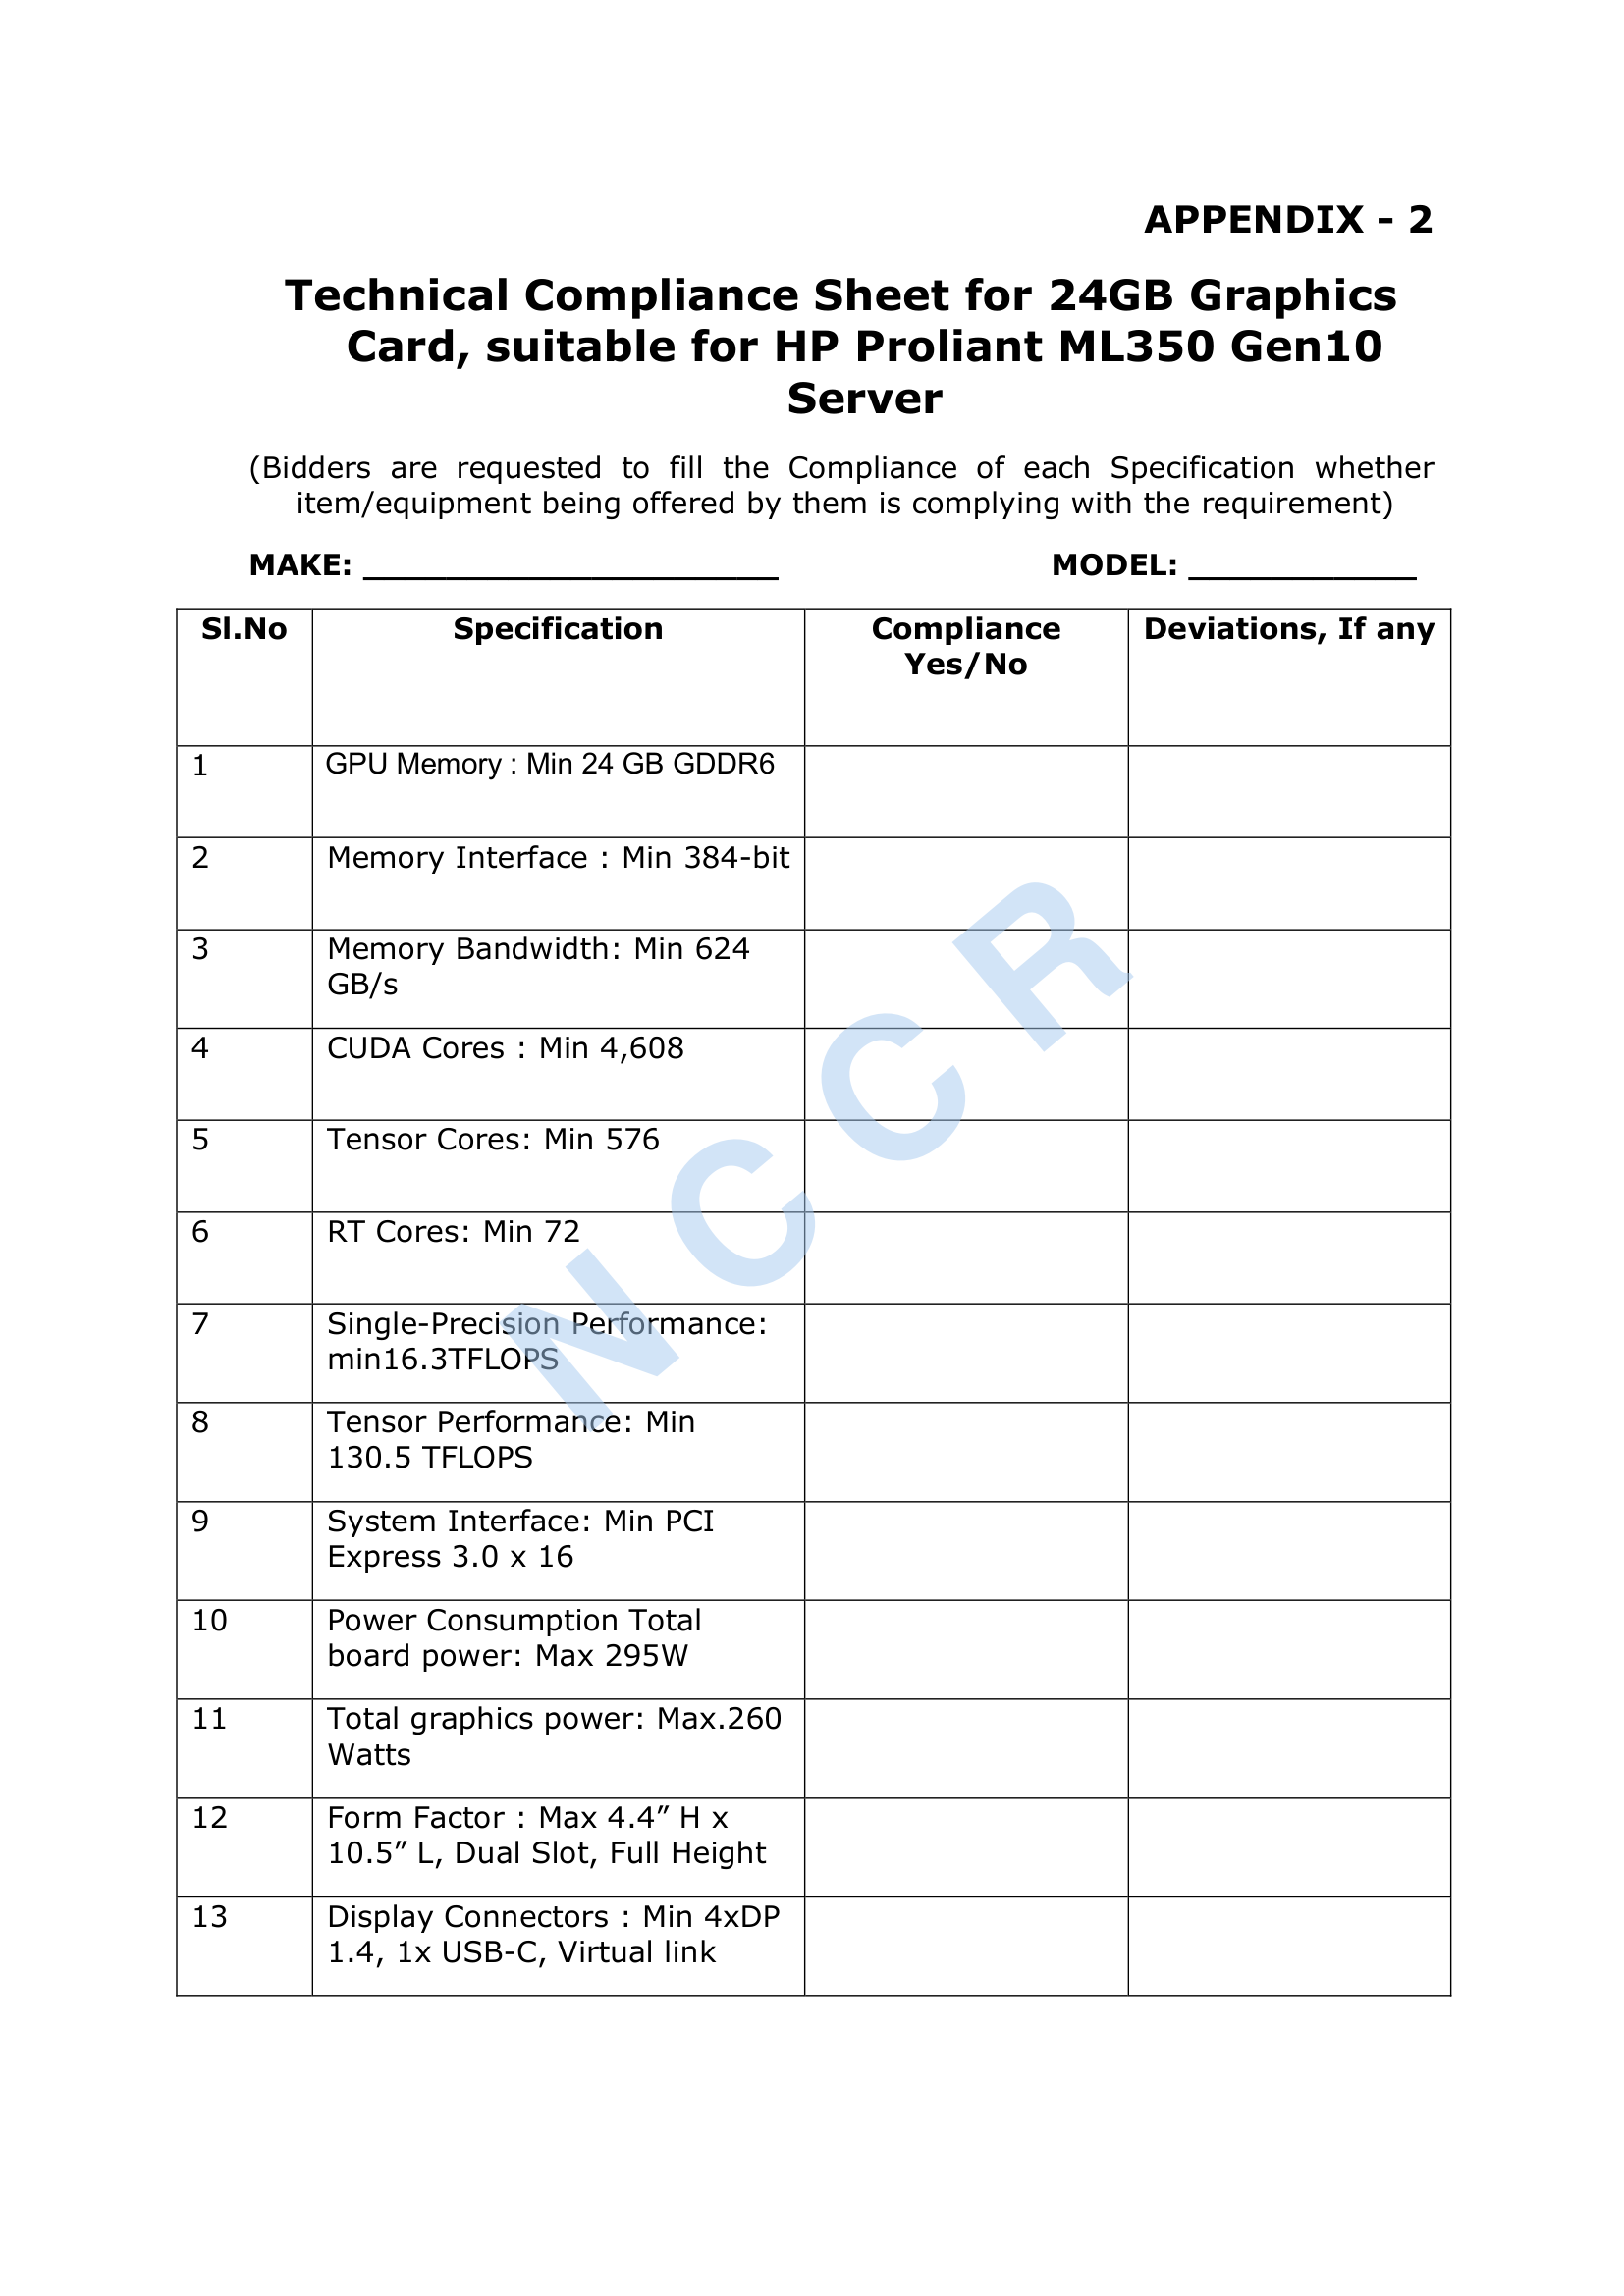 APPENDIX – 2
Technical Compliance Sheet for 24GB Graphics
Card, suitable for HP Proliant ML350 Gen10
Server
(Bidders are requested to fill the Compliance of each Specification whether
item/equipment being offered by them is complying with the requirement)
MAKE: _________________________ MODEL: ______________
Sl.No Specification Compliance Deviations, If any
Yes/No
1 GPU Memory : Min 24 GB GDDR6
2 Memory Interface : Min 384-bit
3 Memory Bandwidth: Min 624
GB/s
4 CUDA Cores : Min 4,608
5 Tensor Cores: Min 576
6 RT Cores: Min 72
7 Single-Precision Performance:
min16.3TFLOPS
8 Tensor Performance: Min
130.5 TFLOPS
9 System Interface: Min PCI
Express 3.0 x 16
10 Power Consumption Total
board power: Max 295W
11 Total graphics power: Max.260
Watts
12 Form Factor : Max 4.4” H x
10.5” L, Dual Slot, Full Height
13 Display Connectors : Min 4xDP
1.4, 1x USB-C, Virtual link
NCCR